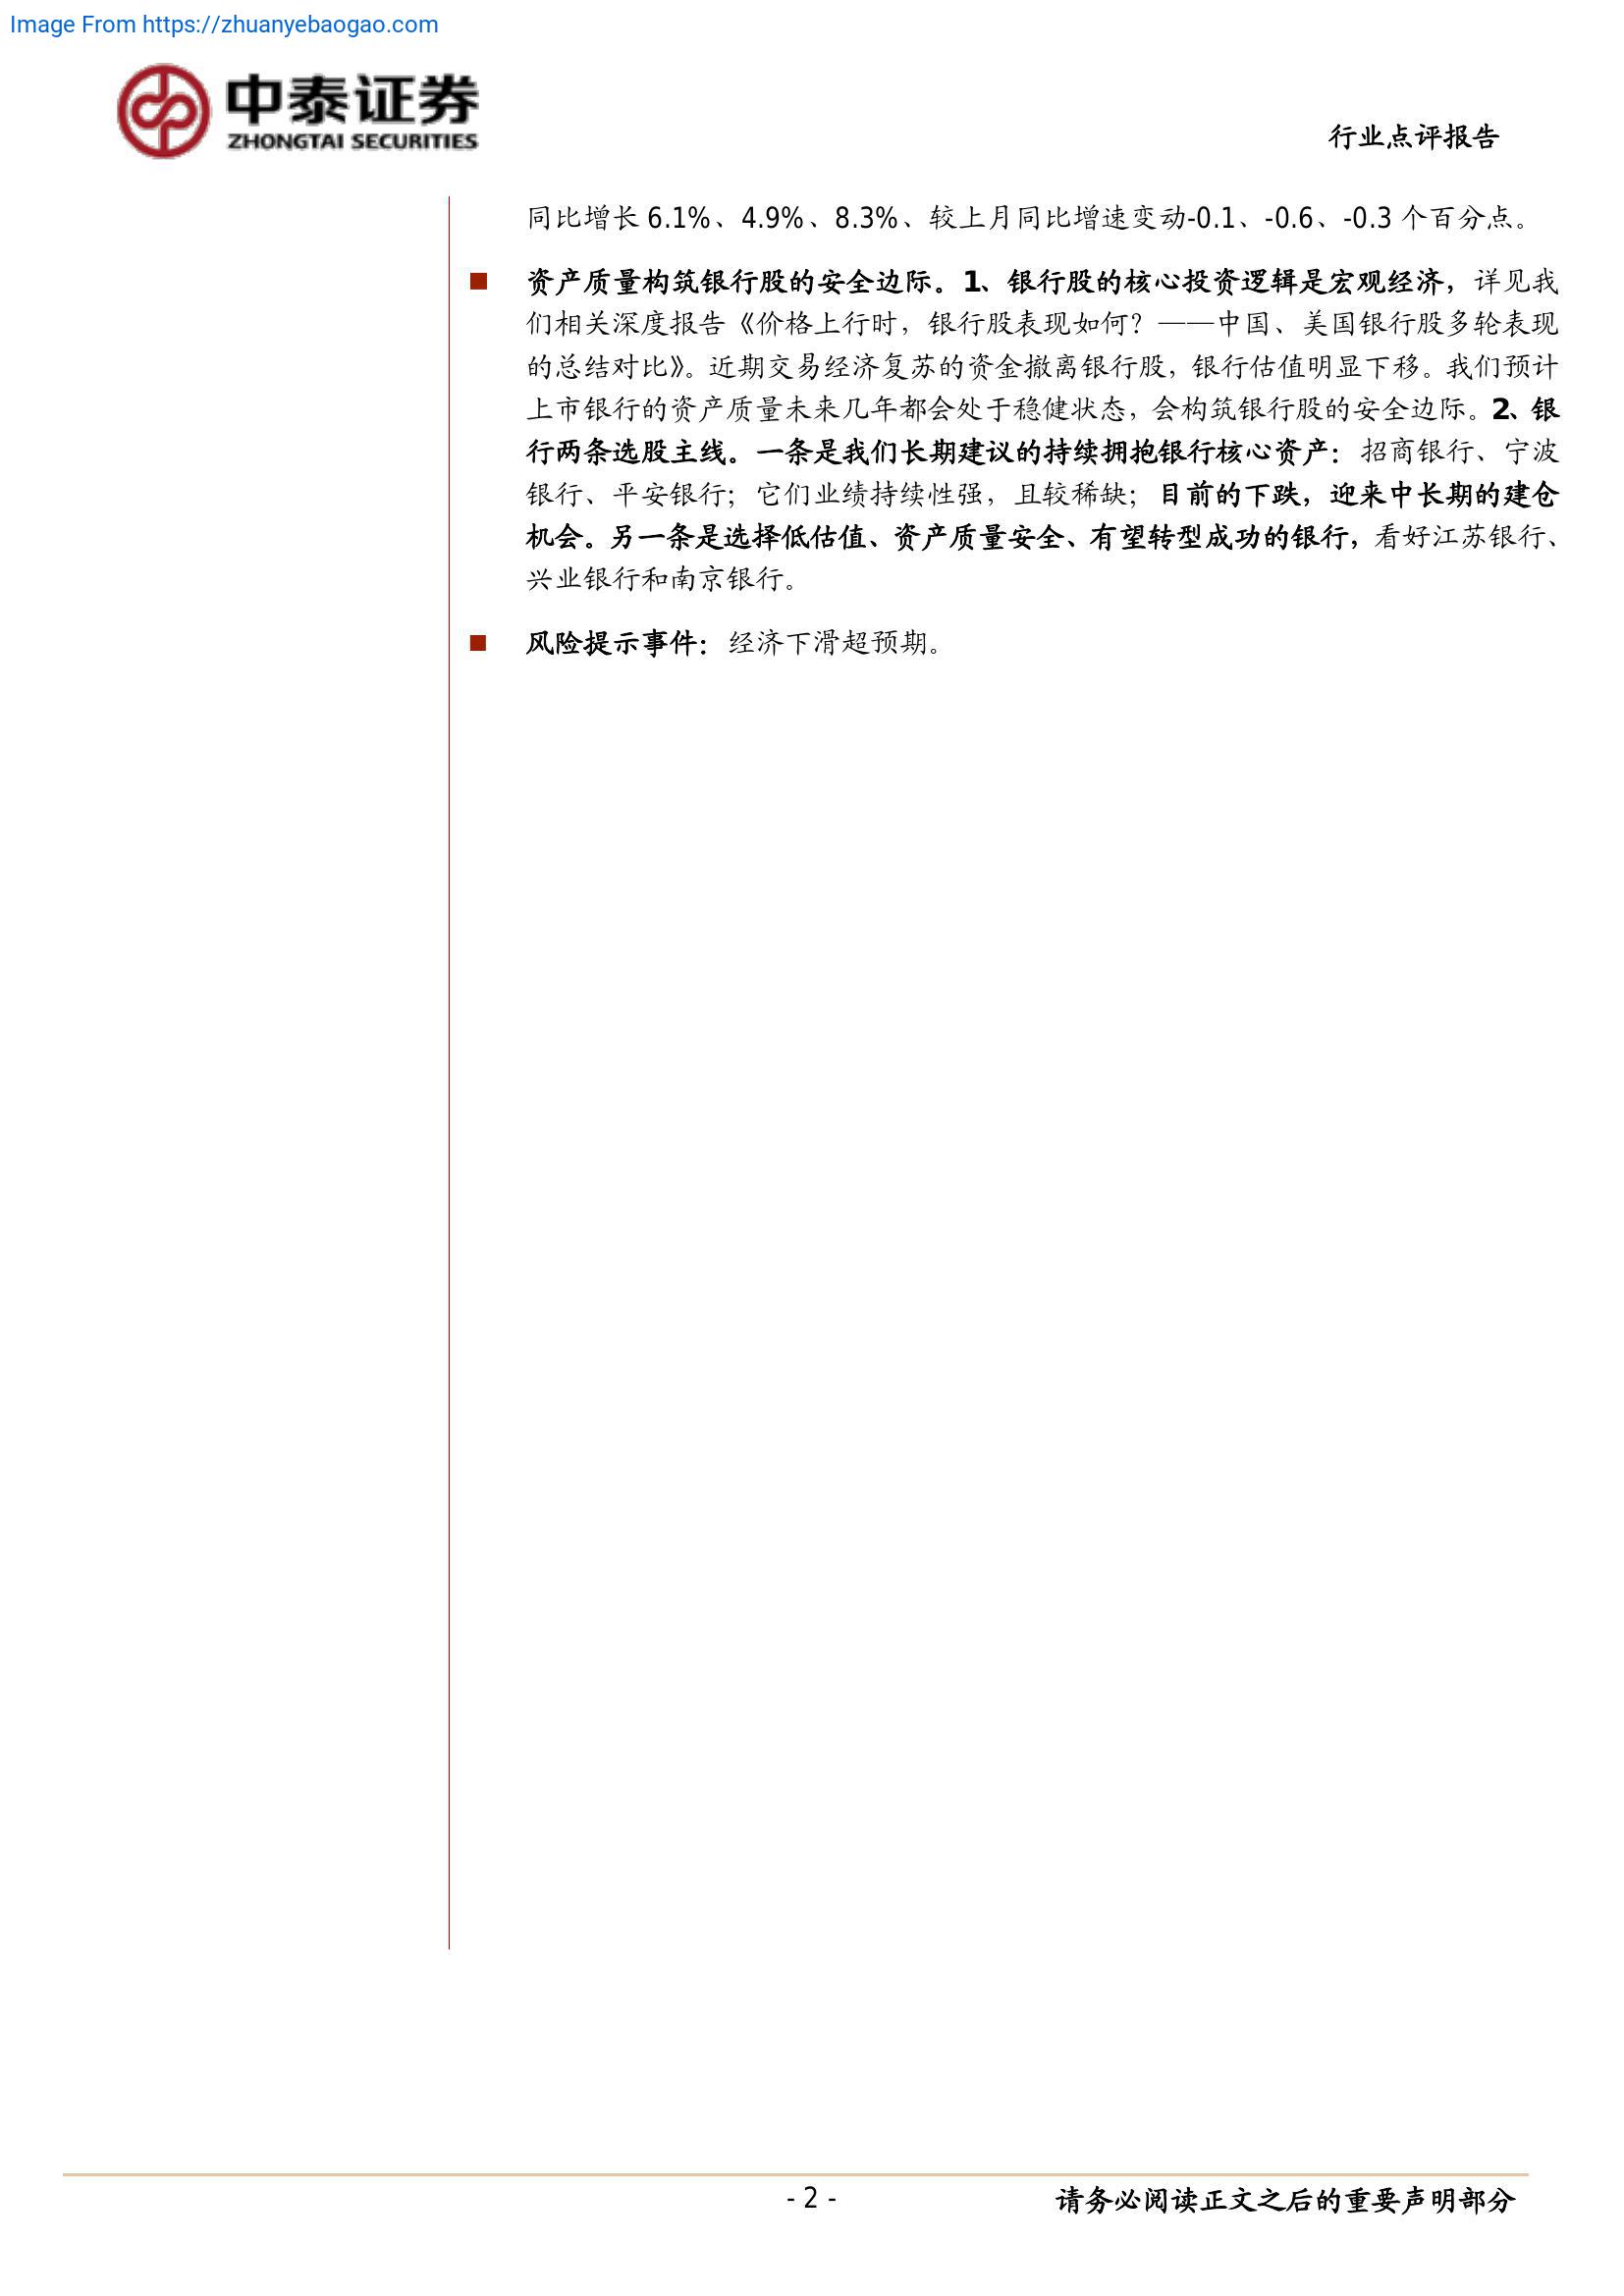 Image From https://zhuanyebaogao.com
中泰证券
ZHONGTAI SECURITIES
行业点评报告
同比增长 6.1%、4.9%、8.3%、较上月同比增速变动-0.1、-0.6、-0.3 个百分点。
■ 资产质量构筑银行股的安全边际。1、银行股的核心投资逻辑是宏观经济，详见我
们相关深度报告《价格上行时，银行股表现如何？——中国、美国银行股多轮表现
的总结对比》。近期交易经济复苏的资金撤离银行股，银行估值明显下移。我们预计
上市银行的资产质量未来几年都会处于稳健状态，会构筑银行股的安全边际。2、银
行两条选股主线。一条是我们长期建议的持续拥抱银行核心资产：招商银行、宁波
银行、平安银行；它们业绩持续性强，且较稀缺；目前的下跌，迎来中长期的建仓
机会。另一条是选择低估值、资产质量安全、有望转型成功的银行，看好江苏银行、
兴业银行和南京银行。
■ 风险提示事件：经济下滑超预期。
- 2 -
请务必阅读正文之后的重要声明部分